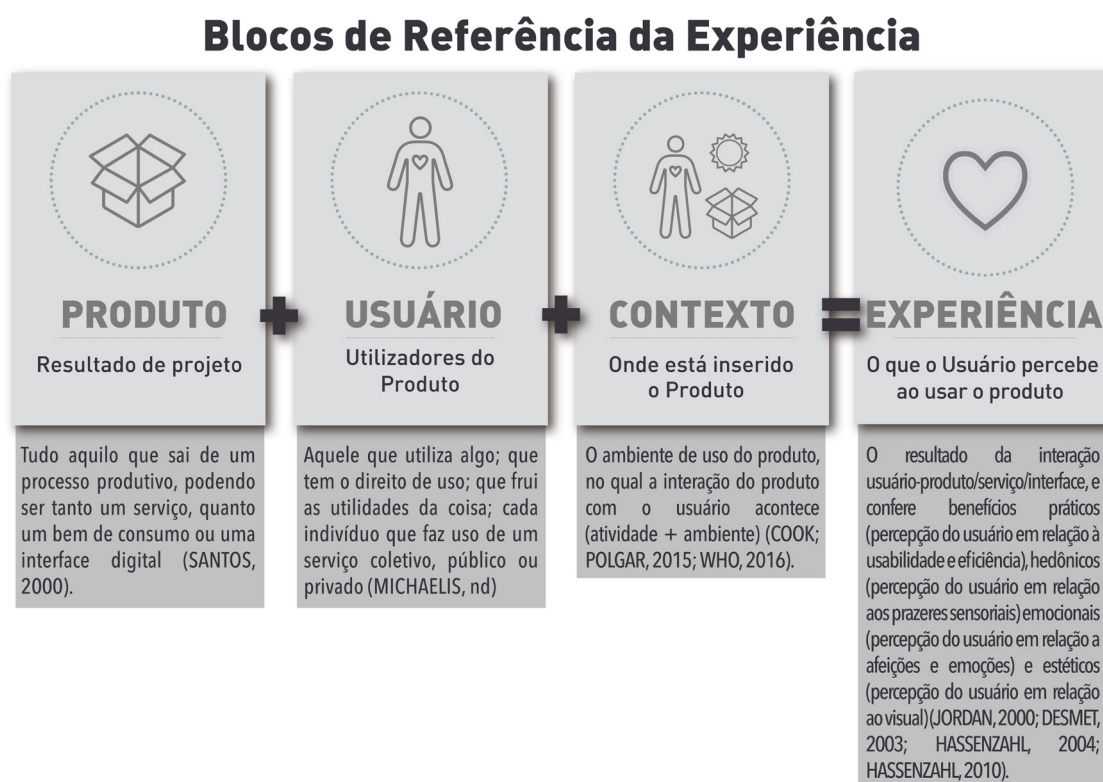 Blocos de Referência da Experiência
PRODUTO
Resultado de projeto
Tudo aquilo que sai de um
processo produtivo, podendo
ser tanto um serviço, quanto
um bem de consumo ou uma
interface digital (SANTOS,
2000).
+
USUÁRIO
Utilizadores do
Produto
Aquele que utiliza algo; que
tem o direito de uso; que frui
as utilidades da coisa; cada
indivíduo que faz uso de um
serviço coletivo, público ou
privado (MICHAELIS, nd)
+
CONTEXTO
Onde está inserido
o Produto
O ambiente de uso do produto,
no qual a interação do produto
com o usuário acontece
(atividade + ambiente) (COOK;
POLGAR, 2015; WHO, 2016).
=
EXPERIÊNCIA
O que o Usuário percebe
ao usar o produto
O resultado da interação
usuário-produto/serviço/interface, e
confere benefícios práticos
(percepção do usuário em relação à
usabilidade e eficiência), hedônicos
(percepção do usuário em relação
aos prazeres sensoriais) emocionais
(percepção do usuário em relação a
afeições e emoções) e estéticos
(percepção do usuário em relação
ao visual) (JORDAN, 2000; DESMET,
2003; HASSENZAHL, 2004;
HASSENZAHL, 2010).